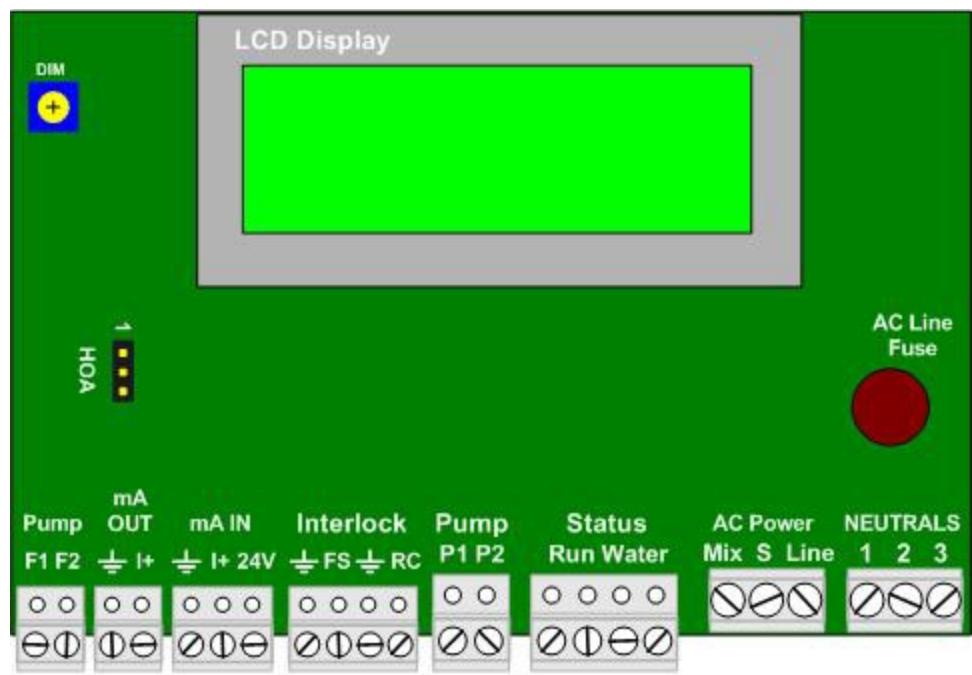 LCD Display
DIM
1
HOA
AC Line
Fuse
mA
Pump OUT mA IN Interlock Pump Status AC Power NEUTRALS
F1 F2 ⏚ I+ ⏚ I+ 24V ⏚ FS ⏚ RC P1 P2 Run Water Mix S Line 1 2 3